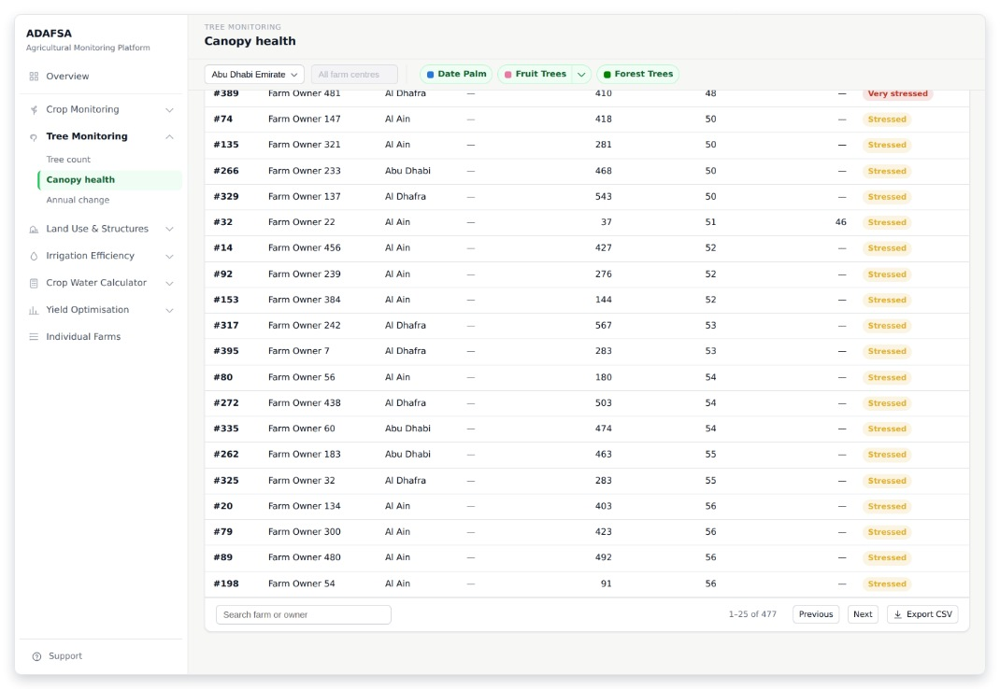 ADAFSA
Agricultural Monitoring Platform
Overview
Crop Monitoring
Tree Monitoring
Tree count
Canopy health
Annual change
Land Use & Structures
Irrigation Efficiency
Crop Water Calculator
Yield Optimisation
Individual Farms
Support
TREE MONITORING
Canopy health
Abu Dhabi Emirate All farm centres Date Palm Fruit Trees Forest Trees
#389 Farm Owner 481 Al Dhafra — 410 48 — Very stressed
#74 Farm Owner 147 Al Ain — 418 50 — Stressed
#135 Farm Owner 321 Al Ain — 281 50 — Stressed
#266 Farm Owner 233 Abu Dhabi — 468 50 — Stressed
#329 Farm Owner 137 Al Dhafra — 543 50 — Stressed
#32 Farm Owner 22 Al Ain — 37 51 46 Stressed
#14 Farm Owner 456 Al Ain — 427 52 — Stressed
#92 Farm Owner 239 Al Ain — 276 52 — Stressed
#153 Farm Owner 384 Al Ain — 144 52 — Stressed
#317 Farm Owner 242 Al Dhafra — 567 53 — Stressed
#395 Farm Owner 7 Al Dhafra — 283 53 — Stressed
#80 Farm Owner 56 Al Ain — 180 54 — Stressed
#272 Farm Owner 438 Al Dhafra — 503 54 — Stressed
#335 Farm Owner 60 Abu Dhabi — 474 54 — Stressed
#262 Farm Owner 183 Abu Dhabi — 463 55 — Stressed
#325 Farm Owner 32 Al Dhafra — 283 55 — Stressed
#20 Farm Owner 134 Al Ain — 403 56 — Stressed
#79 Farm Owner 300 Al Ain — 423 56 — Stressed
#89 Farm Owner 480 Al Ain — 492 56 — Stressed
#198 Farm Owner 54 Al Ain — 91 56 — Stressed
Search farm or owner 1–25 of 477 Previous Next Export CSV